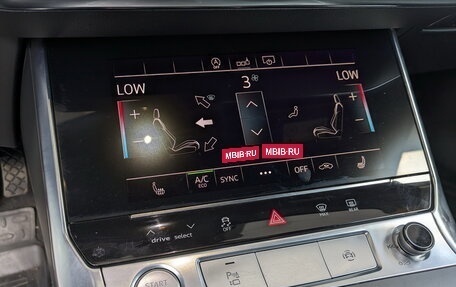 3
LOW LOW
+ +
− −
MBIB-RU MBIB-RU
A/C ECO SYNC ••• OFF
drive select OFF MAX REAR
START P